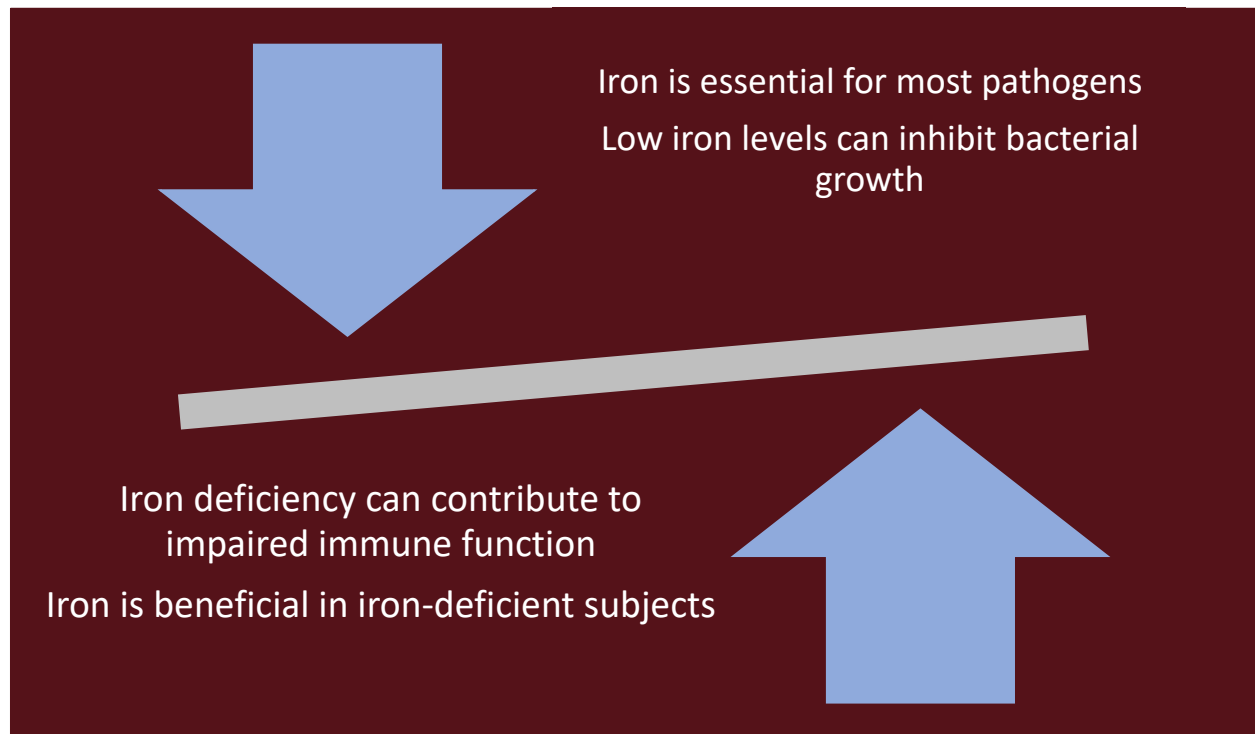 Iron is essential for most pathogens
Low iron levels can inhibit bacterial
growth
Iron deficiency can contribute to
impaired immune function
Iron is beneficial in iron-deficient subjects